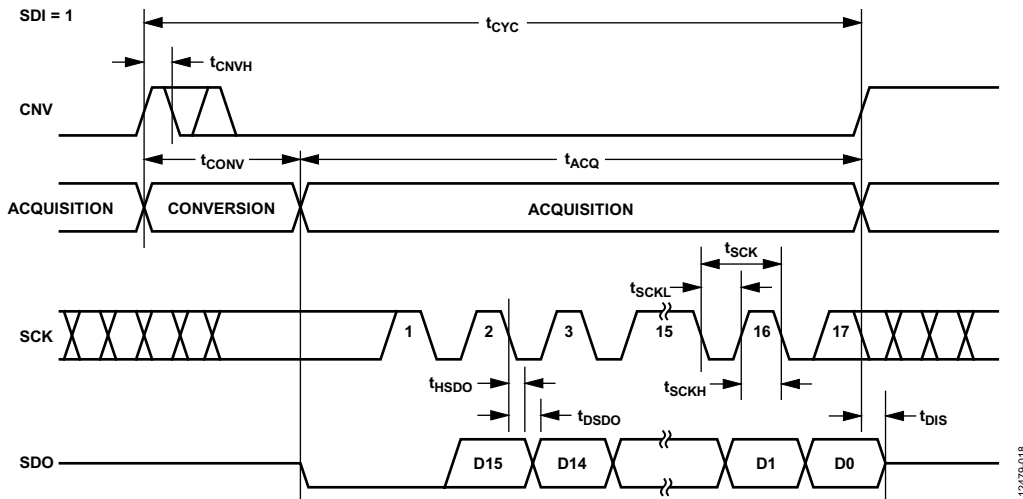 SDI = 1
tCYC
tCNVH
CNV
tCONV
tACQ
ACQUISITION
CONVERSION
ACQUISITION
tSCK
tSCKL
SCK
1
2
3
15
16
17
tHSDO
tSCKH
tDSDO
tDIS
SDO
D15
D14
D1
D0
12479-018